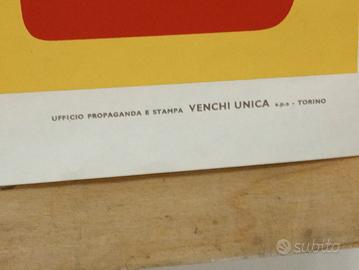 UFFICIO PROPAGANDA E STAMPA VENCHI UNICA s.p.a - TORINO
subito